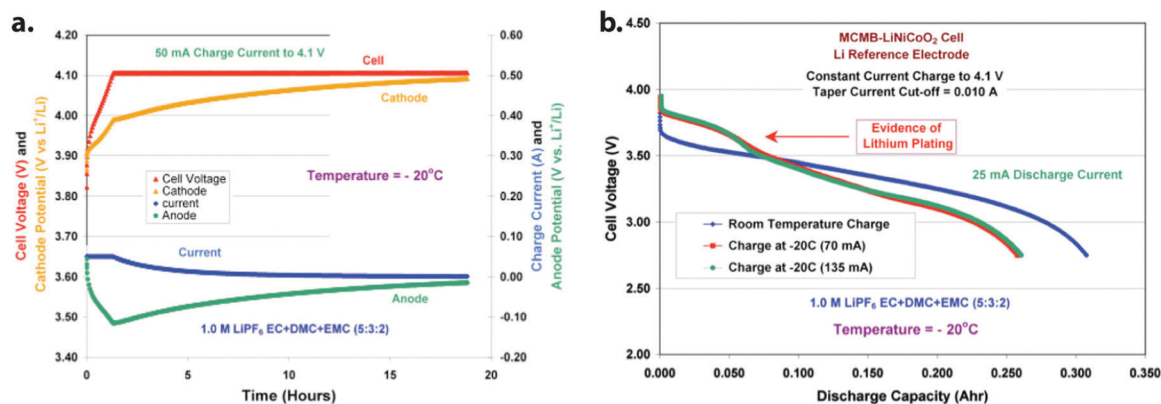 a.
50 mA Charge Current to 4.1 V
Cell
Cathode
Temperature = - 20°C
Cell Voltage (V)
Cathode
current
Anode
Current
Anode
1.0 M LiPF₆ EC+DMC+EMC (5:3:2)
Cell Voltage (V) and
Cathode Potential (V vs Li⁺/Li)
4.20
4.10
4.00
3.90
3.80
3.70
3.60
3.50
3.40
0.60
0.50
0.40
0.30
0.20
0.10
0.00
-0.10
-0.20
Charge Current (A) and
Anode Potential (V vs. Li⁺/Li)
0 5 10 15 20
Time (Hours)
b.
MCMB-LiNiCoO₂ Cell
Li Reference Electrode
Constant Current Charge to 4.1 V
Taper Current Cut-off = 0.010 A
Evidence of
Lithium Plating
25 mA Discharge Current
Room Temperature Charge
Charge at -20C (70 mA)
Charge at -20C (135 mA)
1.0 M LiPF₆ EC+DMC+EMC (5:3:2)
Temperature = - 20°C
Cell Voltage (V)
4.50
4.00
3.50
3.00
2.50
2.00
0.000 0.050 0.100 0.150 0.200 0.250 0.300 0.350
Discharge Capacity (Ahr)